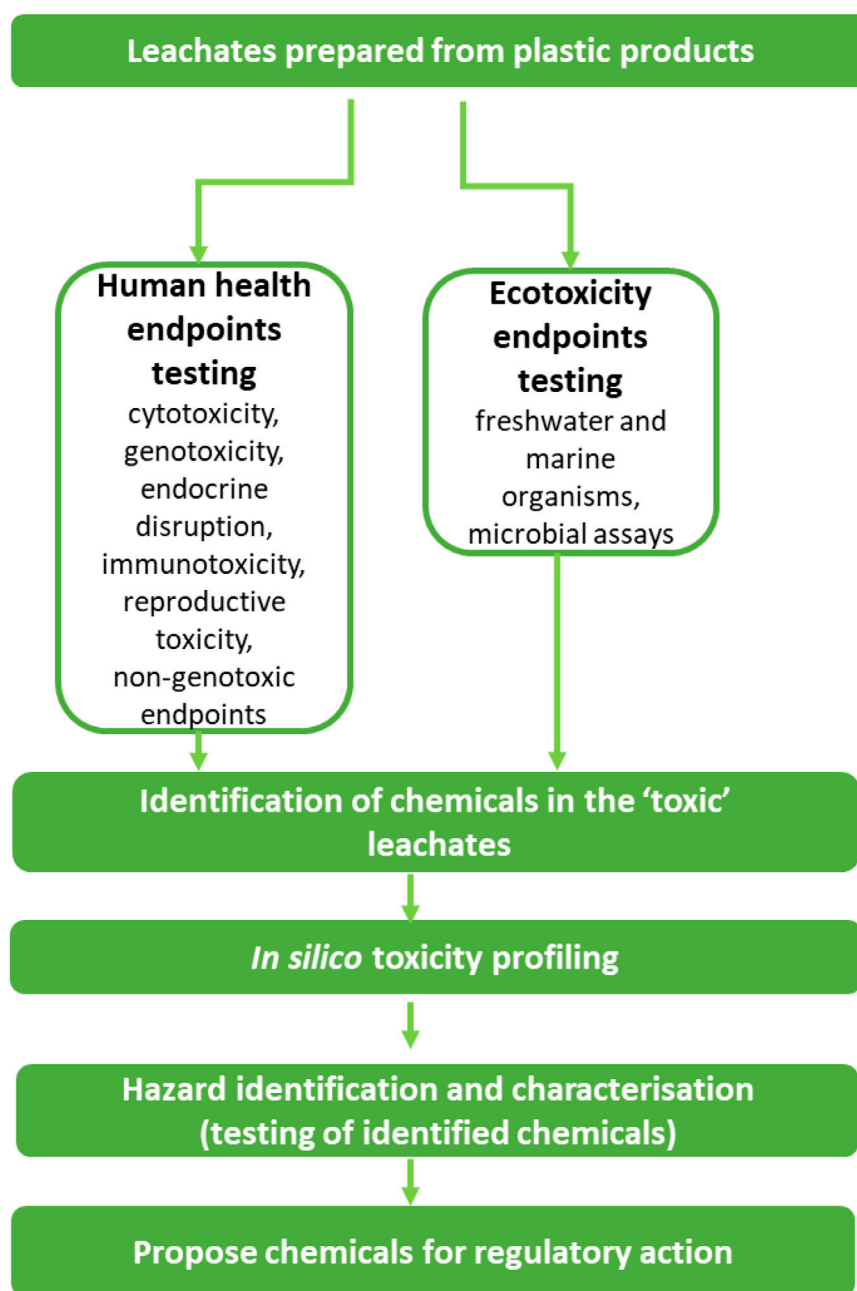 Leachates prepared from plastic products
Human health
endpoints
testing
cytotoxicity,
genotoxicity,
endocrine
disruption,
immunotoxicity,
reproductive
toxicity,
non-genotoxic
endpoints
Ecotoxicity
endpoints
testing
freshwater and
marine
organisms,
microbial assays
Identification of chemicals in the ‘toxic’
leachates
In silico toxicity profiling
Hazard identification and characterisation
(testing of identified chemicals)
Propose chemicals for regulatory action